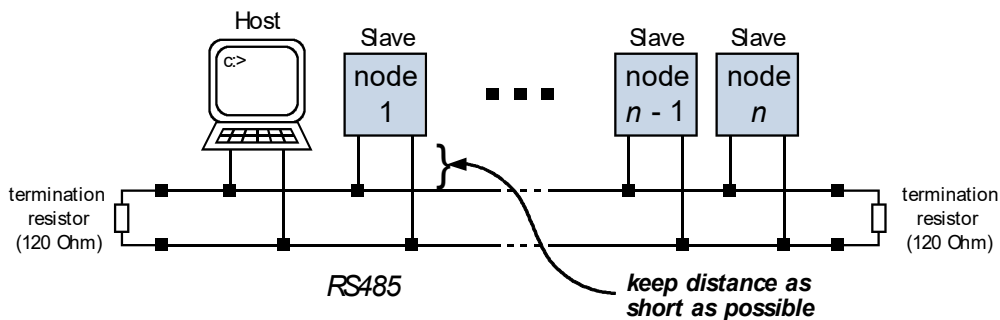 Host
c:>
Slave
node
1
Slave
node
n - 1
Slave
node
n
termination
resistor
(120 Ohm)
termination
resistor
(120 Ohm)
RS485
keep distance as
short as possible